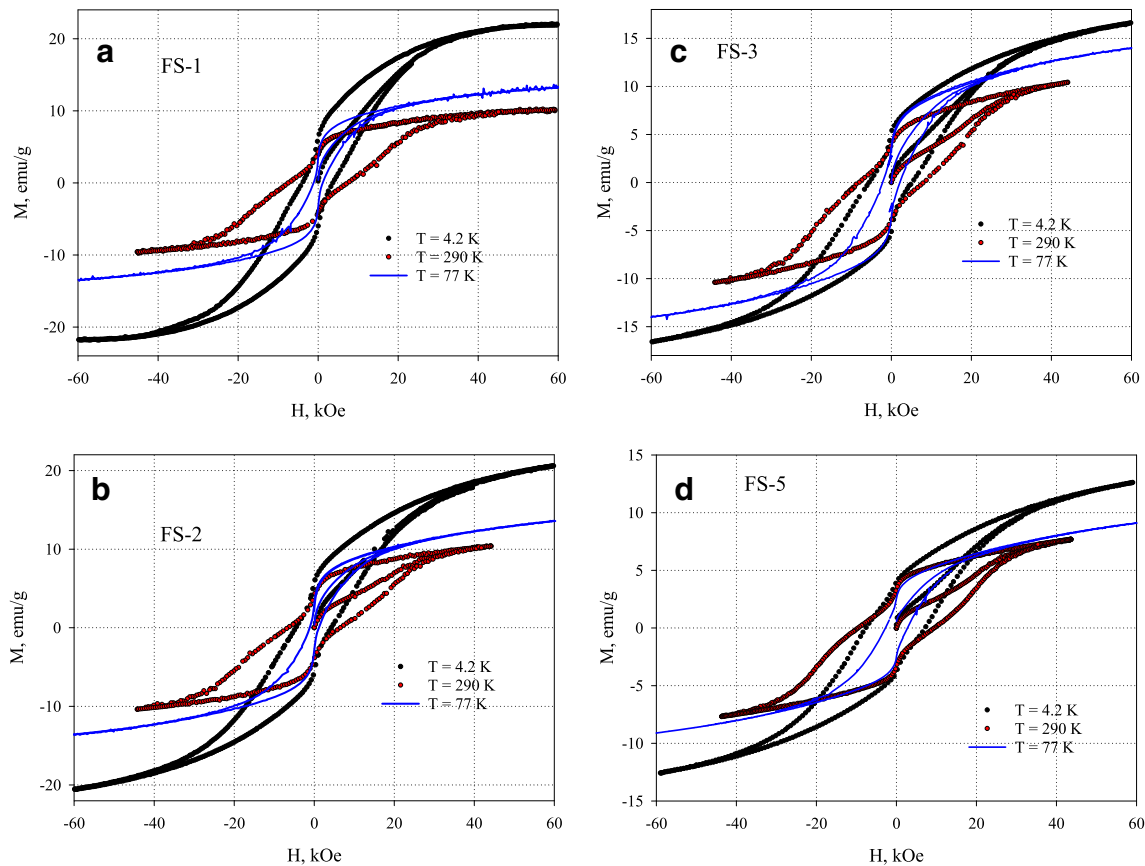 a
FS-1
M, emu/g
20
10
0
-10
-20
T = 4.2 K
T = 290 K
T = 77 K
-60 -40 -20 0 20 40 60
H, kOe
c
FS-3
M, emu/g
15
10
5
0
-5
-10
-15
T = 4.2 K
T = 290 K
T = 77 K
-60 -40 -20 0 20 40 60
H, kOe
b
FS-2
M, emu/g
20
10
0
-10
-20
T = 4.2 K
T = 290 K
T = 77 K
-60 -40 -20 0 20 40 60
H, kOe
d
FS-5
M, emu/g
15
10
5
0
-5
-10
-15
T = 4.2 K
T = 290 K
T = 77 K
-60 -40 -20 0 20 40 60
H, kOe